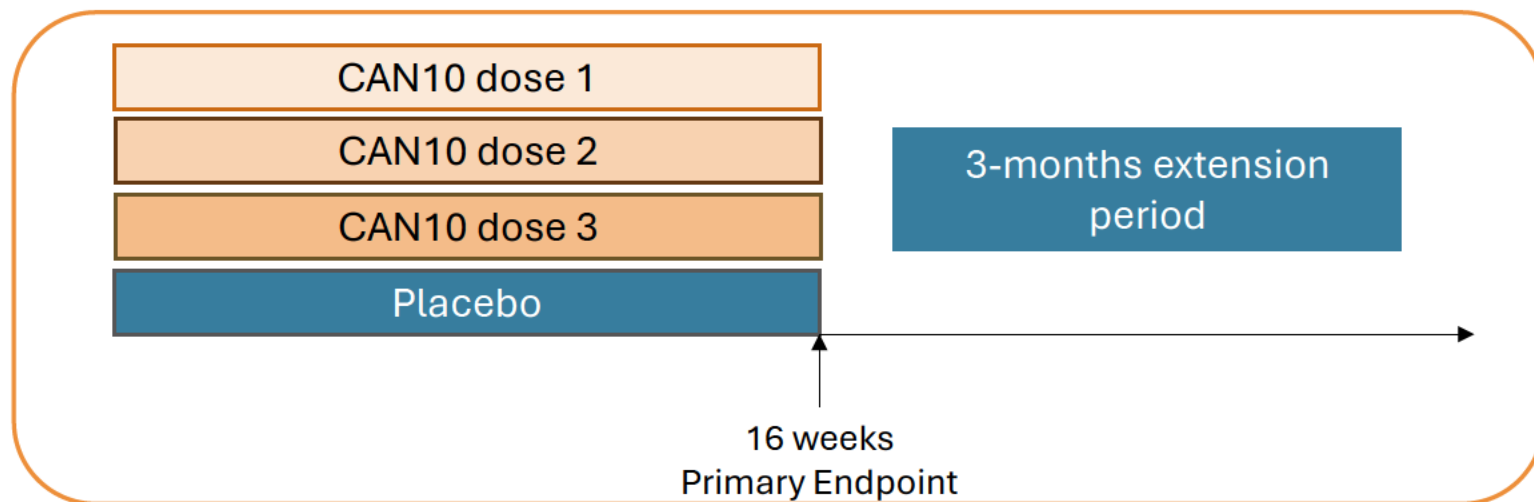 CAN10 dose 1
CAN10 dose 2
CAN10 dose 3
Placebo
3-months extension
period
16 weeks
Primary Endpoint